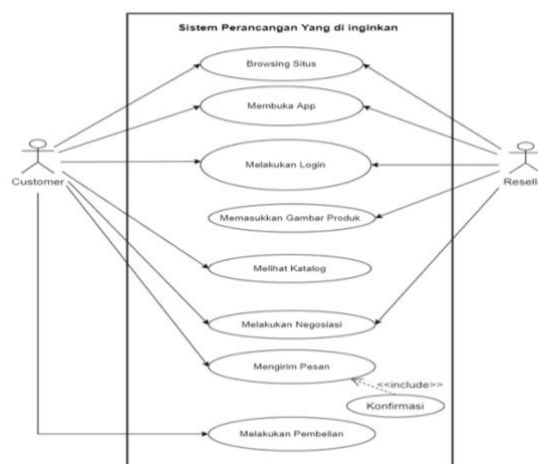 Sistem Perancangan Yang di inginkan
Browsing Situs
Membuka App
Melakukan Login
Customer
Reselle
Memasukkan Gambar Produk
Melihat Katalog
Melakukan Negosiasi
Mengirim Pesan
<<include>>
Konfirmasi
Melakukan Pembelian